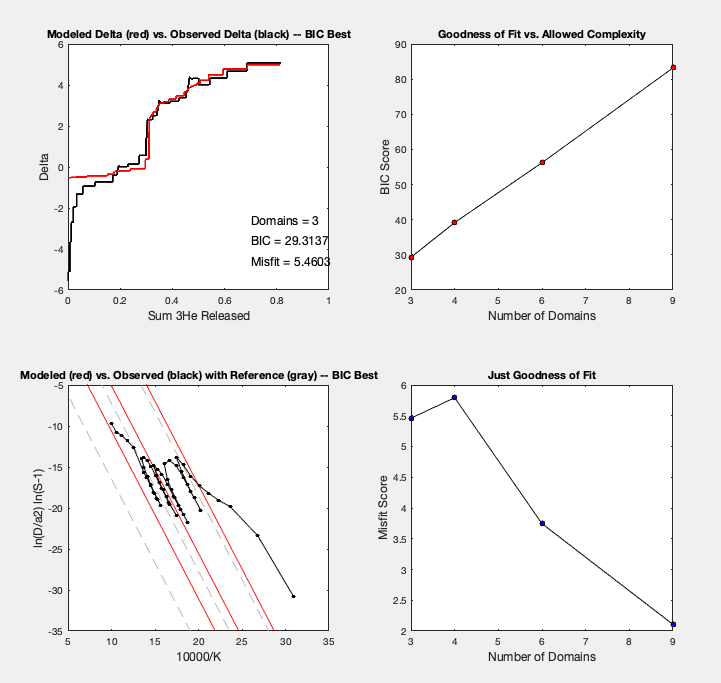 Modeled Delta (red) vs. Observed Delta (black) -- BIC Best
6
4
2
0
-2
-4
-6
Delta
Domains = 3
BIC = 29.3137
Misfit = 5.4603
0 0.2 0.4 0.6 0.8 1
Sum 3He Released
Goodness of Fit vs. Allowed Complexity
90
80
70
60
50
40
30
20
BIC Score
3 4 5 6 7 8 9
Number of Domains
Modeled (red) vs. Observed (black) with Reference (gray) -- BIC Best
-5
-10
-15
-20
-25
-30
-35
ln(D/a2) ln(S-1)
5 10 15 20 25 30 35
10000/K
Just Goodness of Fit
6
5.5
5
4.5
4
3.5
3
2.5
2
Misfit Score
3 4 5 6 7 8 9
Number of Domains